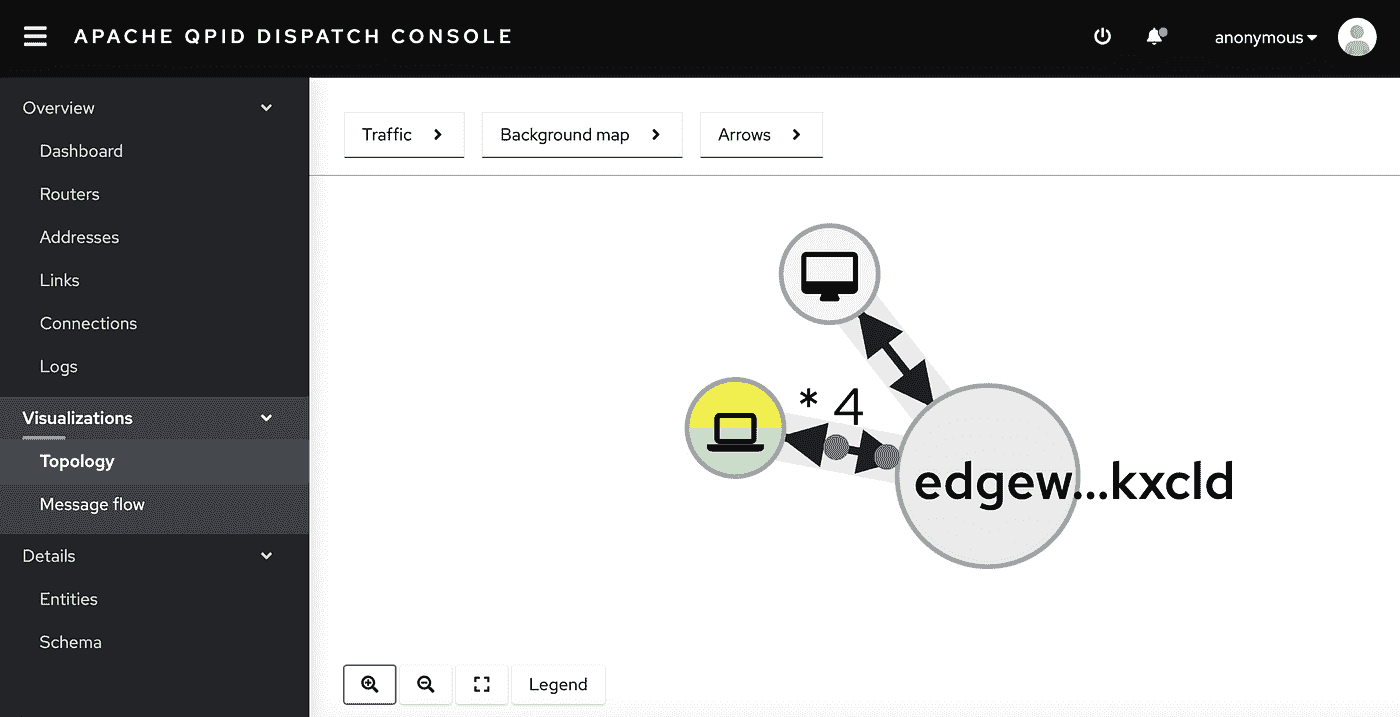 APACHE QPID DISPATCH CONSOLE
anonymous
Overview
Dashboard
Routers
Addresses
Links
Connections
Logs
Visualizations
Topology
Message flow
Details
Entities
Schema
Traffic
Background map
Arrows
* 4
edgew...kxcld
Legend